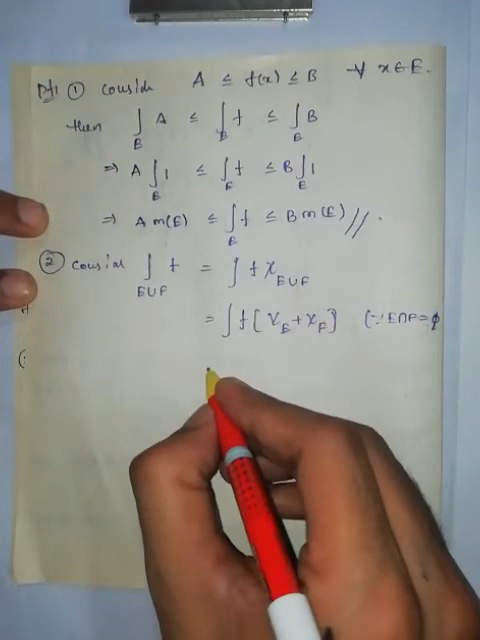 Pf: ① Consider A ≤ f(x) ≤ B ∀ x ∈ E.
then ∫_E A ≤ ∫_E f ≤ ∫_E B
⇒ A ∫_E 1 ≤ ∫_E f ≤ B ∫_E 1
⇒ A m(E) ≤ ∫_E f ≤ B m(E) //.
② Consider ∫_{E∪F} f = ∫ f χ_{E∪F}
= ∫ f [χ_E + χ_F] (∵ E∩F = ϕ